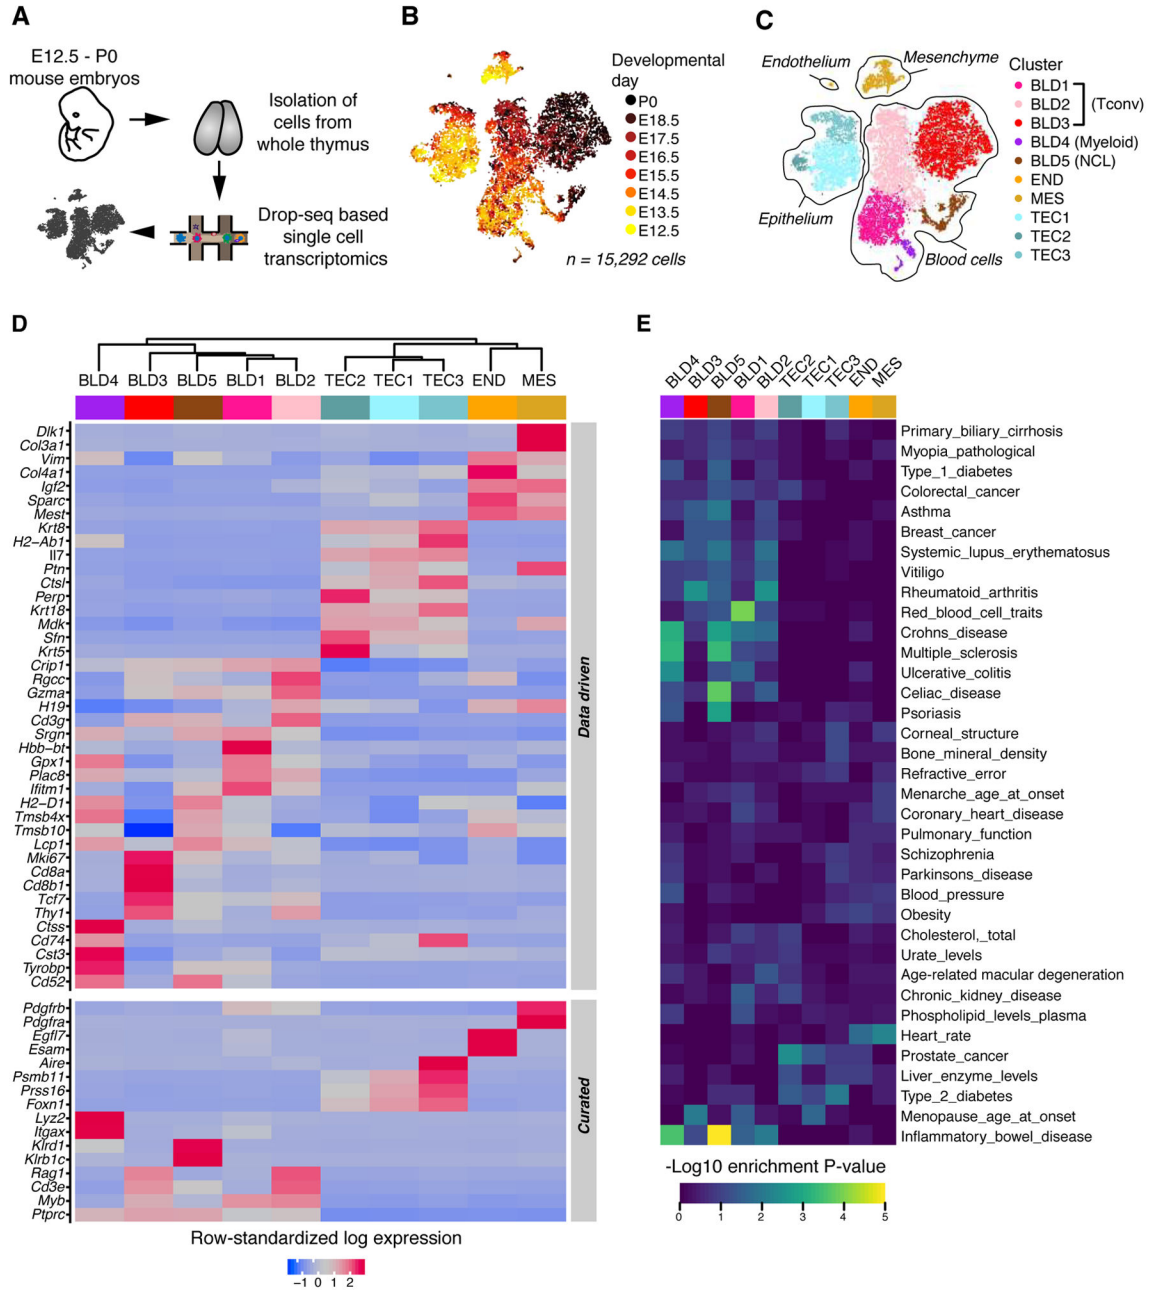 A
E12.5 - P0
mouse embryos
Isolation of
cells from
whole thymus
Drop-seq based
single cell
transcriptomics
B
Developmental
day
P0
E18.5
E17.5
E16.5
E15.5
E14.5
E13.5
E12.5
n = 15,292 cells
C
Endothelium
Mesenchyme
Epithelium
Blood cells
Cluster
BLD1
BLD2
BLD3
(Tconv)
BLD4 (Myeloid)
BLD5 (NCL)
END
MES
TEC1
TEC2
TEC3
D
BLD4 BLD3 BLD5 BLD1 BLD2 TEC2 TEC1 TEC3 END MES
Dlk1
Col3a1
Vim
Col4a1
Igf2
Sparc
Mest
Krt8
H2-Ab1
Il7
Ptn
Ctsl
Perp
Krt18
Mdk
Sfn
Krt5
Crip1
Rgcc
Gzma
H19
Cd3g
Srgn
Hbb-bt
Gpx1
Plac8
Ifitm1
H2-D1
Tmsb4x
Tmsb10
Lcp1
Mki67
Cd8a
Cd8b1
Tcf7
Thy1
Ctss
Cd74
Cst3
Tyrobp
Cd52
Data driven
Pdgfrb
Pdgfra
Egfl7
Esam
Aire
Psmb11
Prss16
Foxn1
Lyz2
Itgax
Klrd1
Klrb1c
Rag1
Cd3e
Myb
Ptprc
Curated
Row-standardized log expression
-1 0 1 2
E
BLD4 BLD3 BLD5 BLD1 BLD2 TEC2 TEC1 TEC3 END MES
Primary_biliary_cirrhosis
Myopia_pathological
Type_1_diabetes
Colorectal_cancer
Asthma
Breast_cancer
Systemic_lupus_erythematosus
Vitiligo
Rheumatoid_arthritis
Red_blood_cell_traits
Crohns_disease
Multiple_sclerosis
Ulcerative_colitis
Celiac_disease
Psoriasis
Corneal_structure
Bone_mineral_density
Refractive_error
Menarche_age_at_onset
Coronary_heart_disease
Pulmonary_function
Schizophrenia
Parkinsons_disease
Blood_pressure
Obesity
Cholesterol,_total
Urate_levels
Age-related macular degeneration
Chronic_kidney_disease
Phospholipid_levels_plasma
Heart_rate
Prostate_cancer
Liver_enzyme_levels
Type_2_diabetes
Menopause_age_at_onset
Inflammatory_bowel_disease
-Log10 enrichment P-value
0 1 2 3 4 5